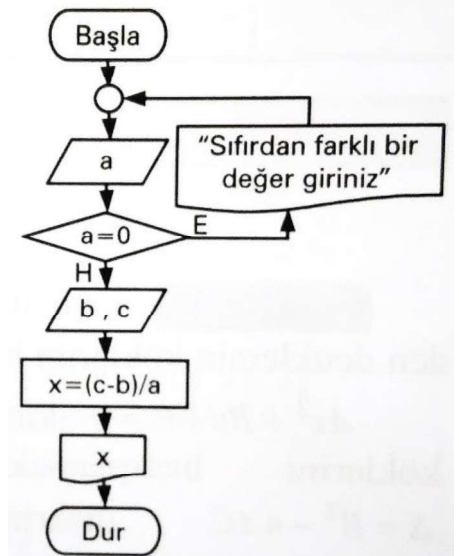 Başla
a
"Sıfırdan farklı bir
değer giriniz"
a=0
E
H
b , c
x=(c-b)/a
x
Dur